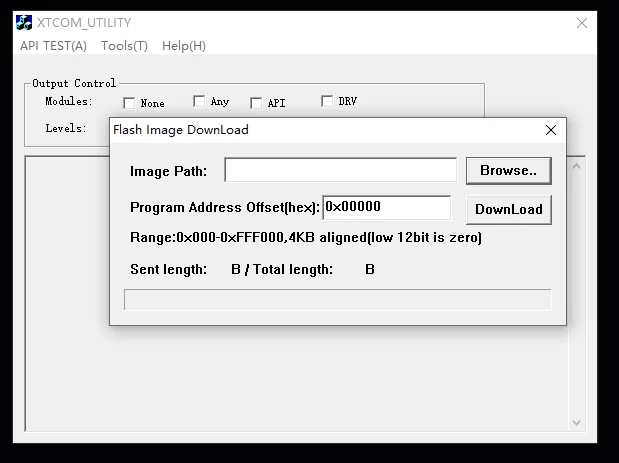 XTCOM_UTILITY
API TEST(A) Tools(T) Help(H)
Output Control
Modules: None Any API DRV
Levels:
Flash Image DownLoad
Image Path: Browse..
Program Address Offset(hex): 0x00000 DownLoad
Range:0x000-0xFFF000,4KB aligned(low 12bit is zero)
Sent length: B / Total length: B